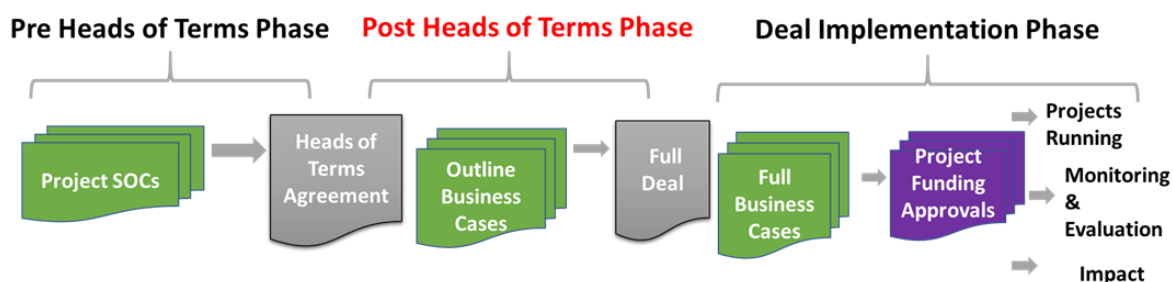 Pre Heads of Terms Phase
Post Heads of Terms Phase
Deal Implementation Phase
Project SOCs
Heads of
Terms
Agreement
Outline
Business
Cases
Full
Deal
Full
Business
Cases
Project
Funding
Approvals
Projects
Running
Monitoring
&
Evaluation
Impact